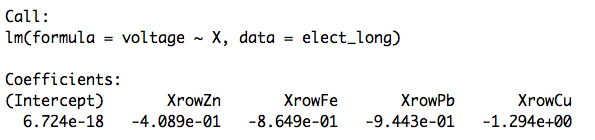 Call:
lm(formula = voltage ~ X, data = elect_long)
Coefficients:
(Intercept) XrowZn XrowFe XrowPb XrowCu
6.724e-18 -4.089e-01 -8.649e-01 -9.443e-01 -1.294e+00